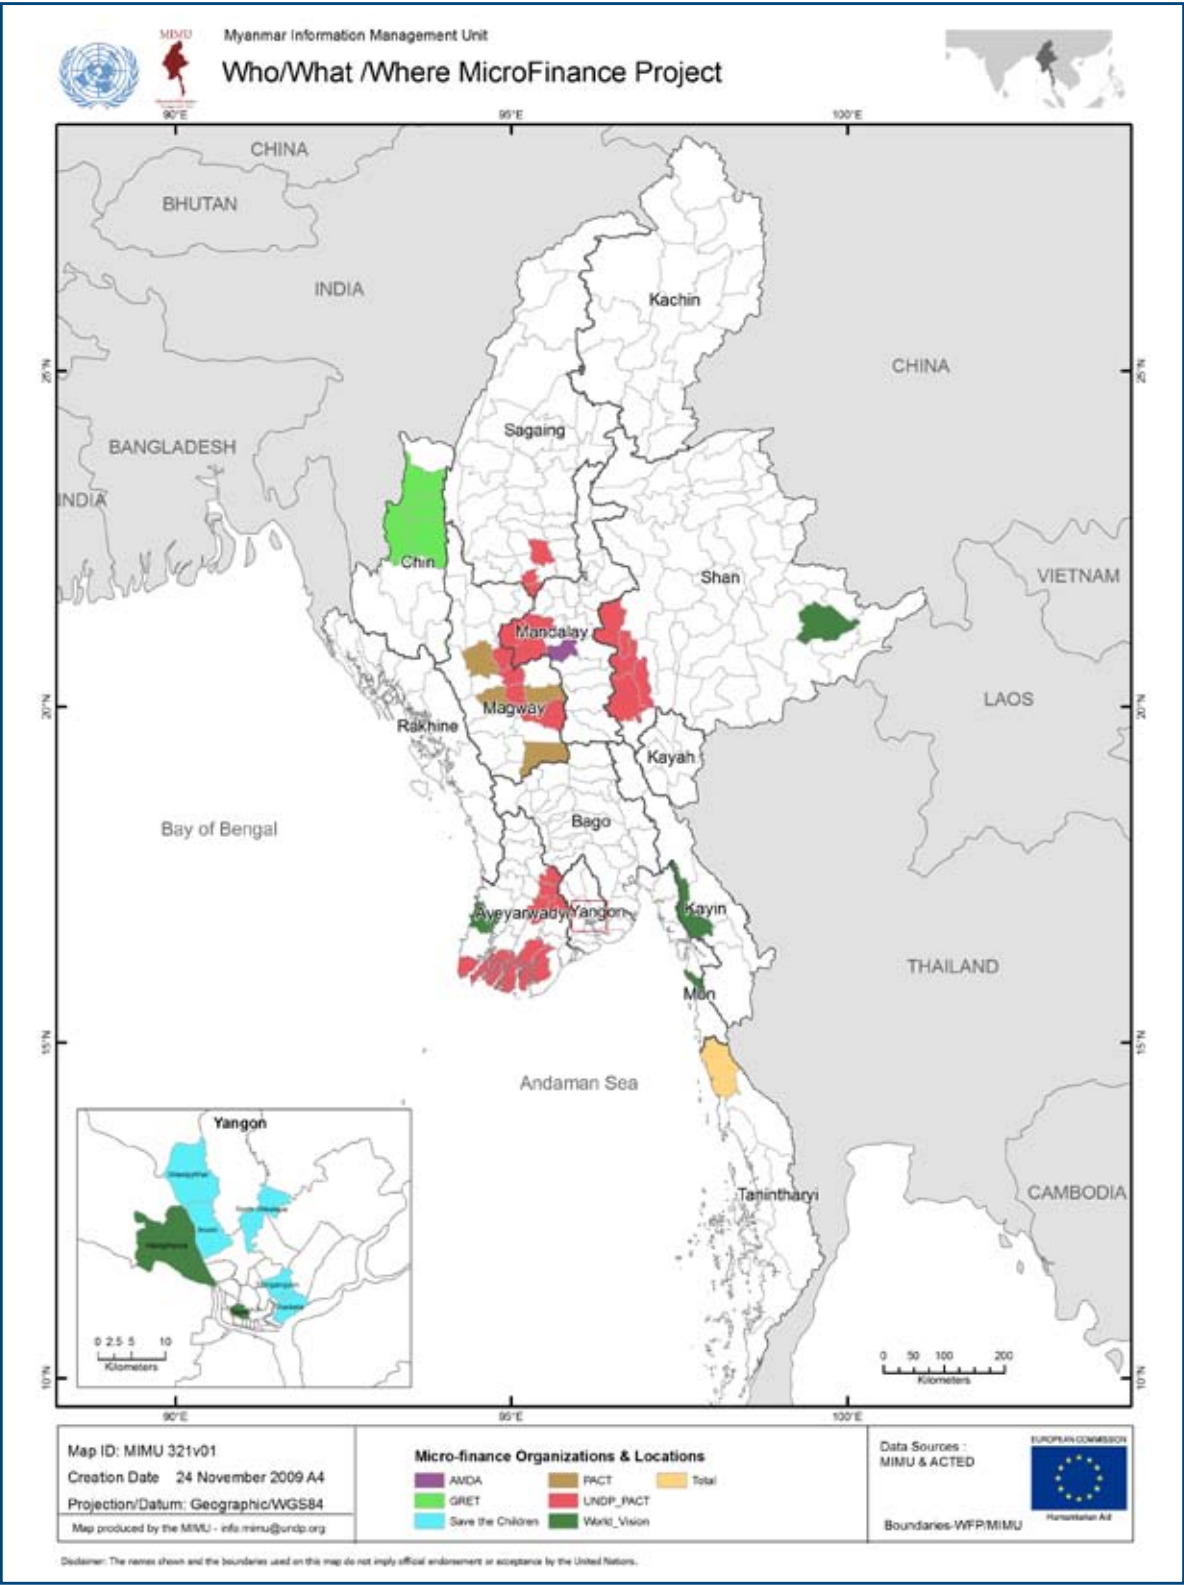 MIMU
Myanmar Information Management Unit
Who/What /Where MicroFinance Project
90°E 95°E 100°E
CHINA
BHUTAN
INDIA
Kachin
25°N 25°N
CHINA
Sagaing
BANGLADESH
INDIA
Chin
Shan
VIETNAM
Mandalay
LAOS
20°N 20°N
Magway
Rakhine
Kayah
Bago
Bay of Bengal
Ayeyarwady Yangon
Kayin
THAILAND
Mon
15°N 15°N
Andaman Sea
Yangon
CAMBODIA
Tanintharyi
0 2.5 5 10
Kilometers
0 50 100 200
Kilometers
10°N 10°N
90°E 95°E 100°E
Map ID: MIMU 321v01
Creation Date 24 November 2009 A4
Projection/Datum: Geographic/WGS84
Map produced by the MIMU - info.mimu@undp.org
Micro-finance Organizations & Locations
AMDA PACT Total
GRET UNDP_PACT
Save the Children World_Vision
Data Sources :
MIMU & ACTED
Boundaries-WFP/MIMU
EUROPEAN COMMISSION
Humanitarian Aid
Disclaimer: The names shown and the boundaries used on this map do not imply official endorsement or acceptance by the United Nations.